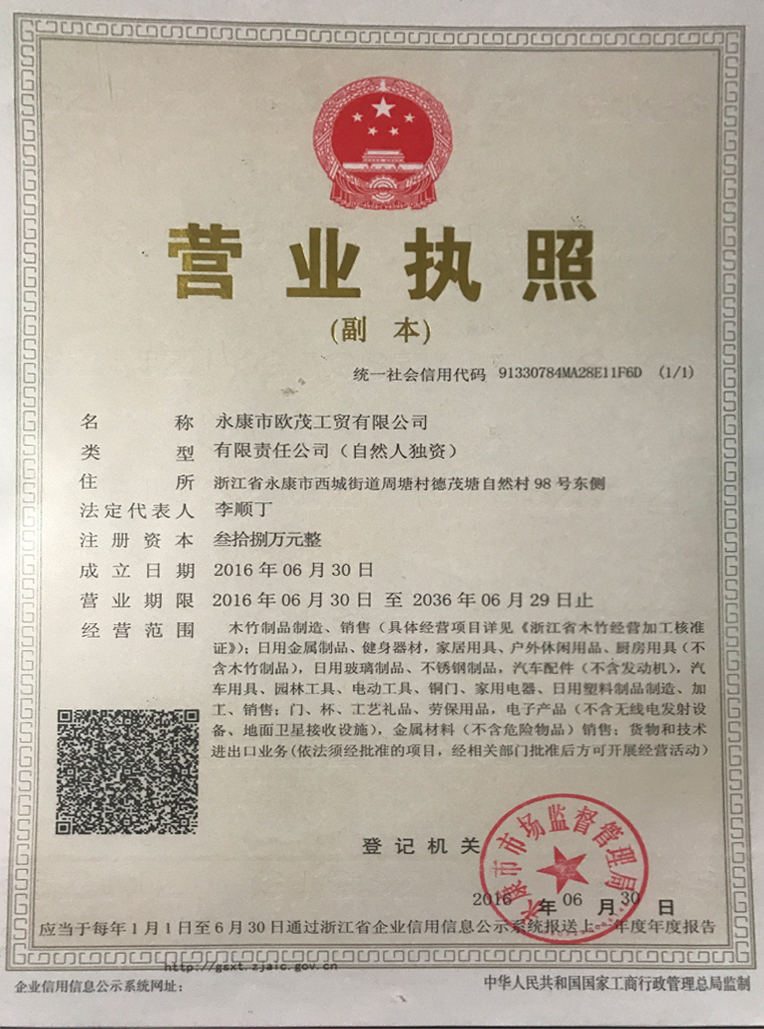 营业执照
(副 本)
统一社会信用代码 91330784MA28E11F6D (1/1)
名 称 永康市欧茂工贸有限公司
类 型 有限责任公司（自然人独资）
住 所 浙江省永康市西城街道周塘村德茂塘自然村98号东侧
法定代表人 李顺丁
注册资本 叁拾捌万元整
成立日期 2016年06月30日
营业期限 2016年06月30日 至 2036年06月29日止
经营范围 木竹制品制造、销售（具体经营项目详见《浙江省木竹经营加工核准
证》）；日用金属制品、健身器材，家居用具、户外休闲用品、厨房用具（不
含木竹制品），日用玻璃制品、不锈钢制品，汽车配件（不含发动机），汽
车用具、园林工具、电动工具、铜门、家用电器、日用塑料制品制造、加
工、销售；门、杯、工艺礼品、劳保用品，电子产品（不含无线电发射设
备、地面卫星接收设施），金属材料（不含危险物品）销售；货物和技术
进出口业务(依法须经批准的项目，经相关部门批准后方可开展经营活动)
登记机关
永康市市场监督管理局
2016年06月30日
应当于每年1月1日至6月30日通过浙江省企业信用信息公示系统报送上一年度年度报告
http://gsxt.zjaic.gov.cn
企业信用信息公示系统网址：
中华人民共和国国家工商行政管理总局监制